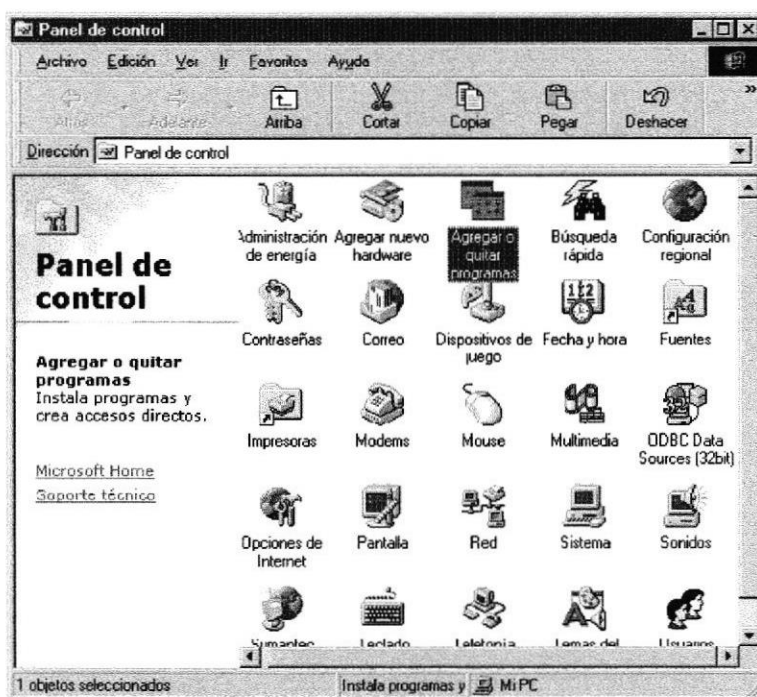 Panel de control
Archivo Edición Ver Ir Favoritos Ayuda
Atrás Adelante Arriba Cortar Copiar Pegar Deshacer »
Dirección Panel de control
Panel de
control
Agregar o quitar
programas
Instala programas y
crea accesos directos.
Microsoft Home
Soporte técnico
Administración
de energía
Agregar nuevo
hardware
Agregar o
quitar
programas
Búsqueda
rápida
Configuración
regional
Contraseñas
Correo
Dispositivos de
juego
Fecha y hora
Fuentes
Impresoras
Modems
Mouse
Multimedia
ODBC Data
Sources (32bit)
Opciones de
Internet
Pantalla
Red
Sistema
Sonidos
Symantec
Teclado
Telefonía
Temas del
Usuarios
1 objetos seleccionados Instala programas y Mi PC